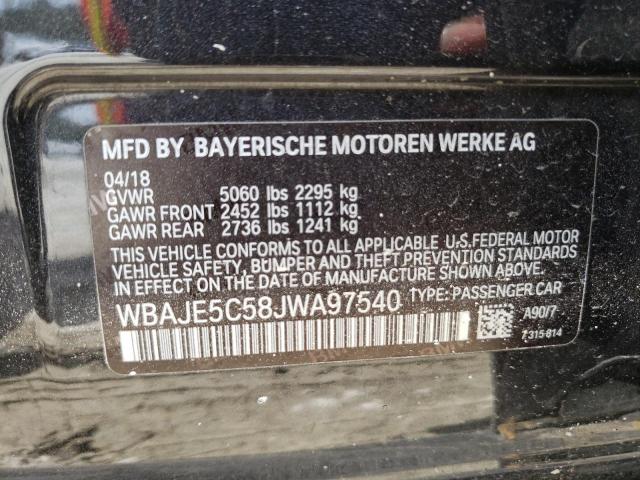 MFD BY BAYERISCHE MOTOREN WERKE AG
04/18
GVWR 5060 lbs 2295 kg
GAWR FRONT 2452 lbs 1112 kg
GAWR REAR 2736 lbs 1241 kg
THIS VEHICLE CONFORMS TO ALL APPLICABLE U.S.FEDERAL MOTOR
VEHICLE SAFETY, BUMPER AND THEFT PREVENTION STANDARDS
IN EFFECT ON THE DATE OF MANUFACTURE SHOWN ABOVE.
WBAJE5C58JWA97540 TYPE: PASSENGER CAR
A90/7
7 315 814